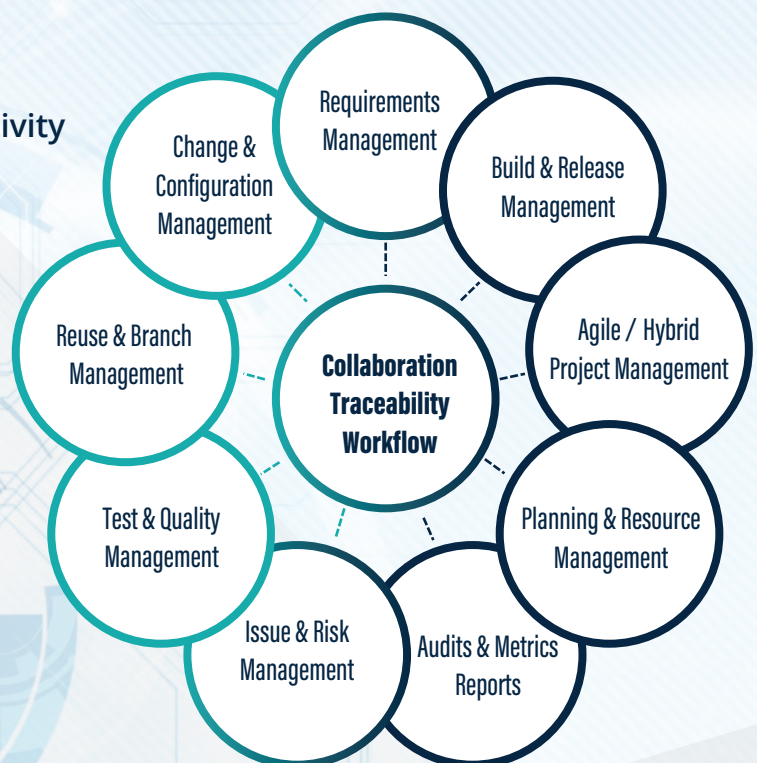 ivity
Requirements
Management
Change &
Configuration
Management
Build & Release
Management
Reuse & Branch
Management
Agile / Hybrid
Project Management
Collaboration
Traceability
Workflow
Test & Quality
Management
Planning & Resource
Management
Issue & Risk
Management
Audits & Metrics
Reports